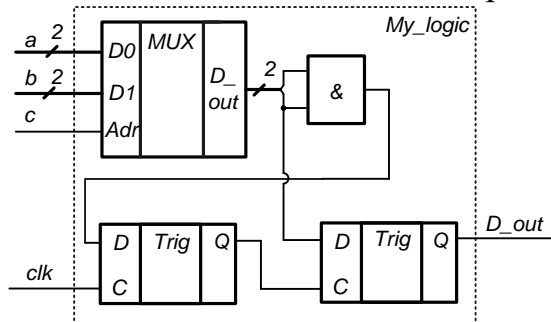 My_logic
a 2 D0 MUX D_ 2
out
b 2 D1 &
c Adr
D Trig Q D Trig Q D_out
clk C C